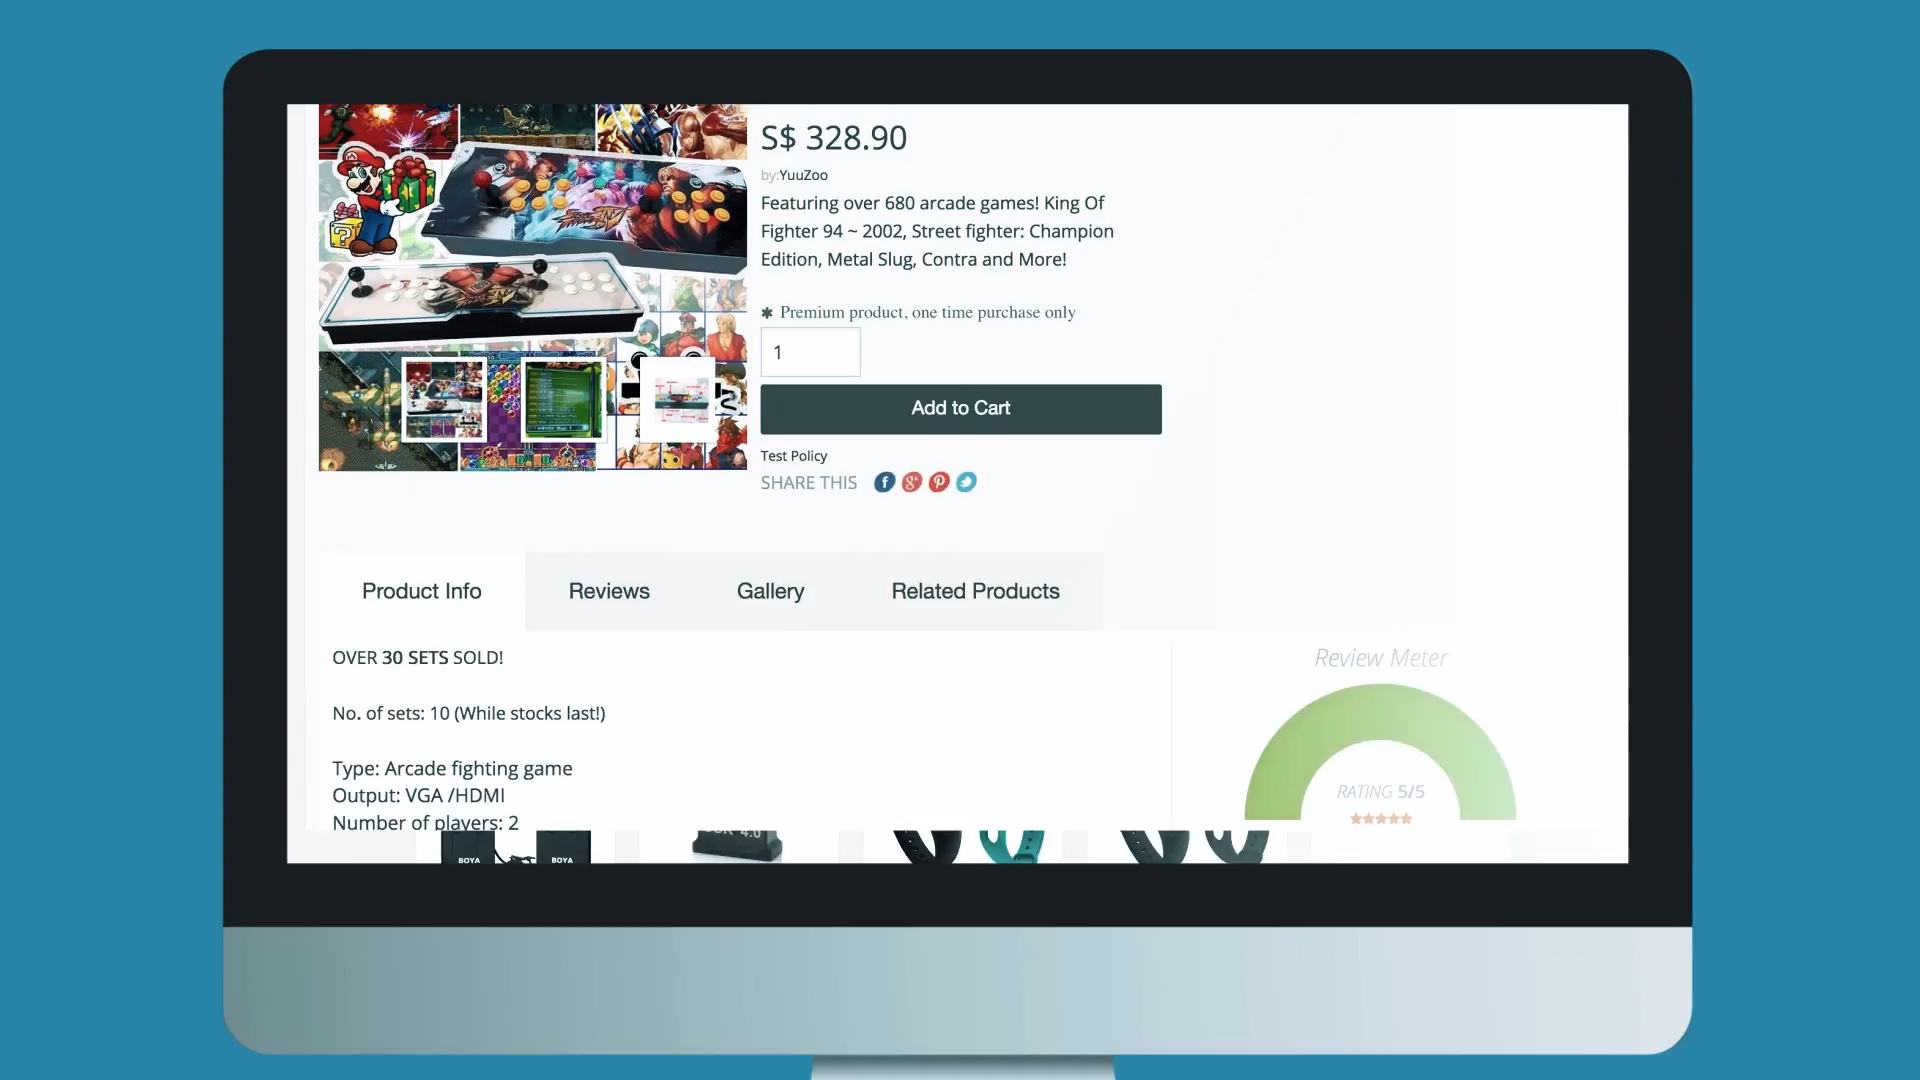 S$ 328.90
by:YuuZoo
Featuring over 680 arcade games! King Of
Fighter 94 ~ 2002, Street fighter: Champion
Edition, Metal Slug, Contra and More!
✱ Premium product, one time purchase only
1
Add to Cart
Test Policy
SHARE THIS
Product Info
Reviews
Gallery
Related Products
OVER 30 SETS SOLD!
No. of sets: 10 (While stocks last!)
Type: Arcade fighting game
Output: VGA /HDMI
Number of players: 2
Review Meter
RATING 5/5
BOYA
BOYA
4.0